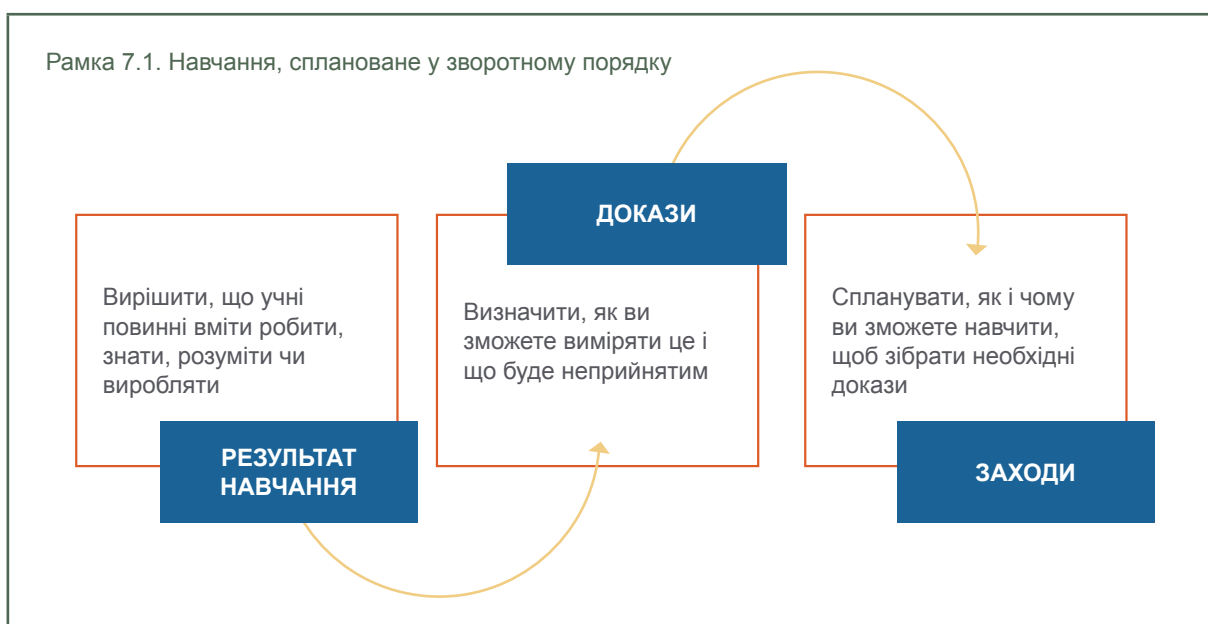 Рамка 7.1. Навчання, сплановане у зворотному порядку
Вирішити, що учні
повинні вміти робити,
знати, розуміти чи
виробляти
РЕЗУЛЬТАТ
НАВЧАННЯ
ДОКАЗИ
Визначити, як ви
зможете виміряти це і
що буде неприйнятим
Спланувати, як і чому
ви зможете навчити,
щоб зібрати необхідні
докази
ЗАХОДИ